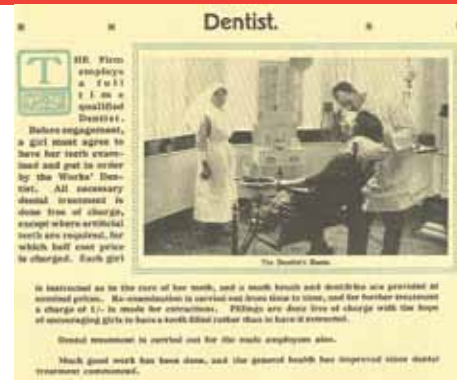 Dentist.
THE Firm
employs
a full
time
qualified
Dentist.
Before engagement,
a girl must agree to
have her teeth exam-
ined and put in order
by the Works' Den-
tist. All necessary
dental treatment is
done free of charge,
except where artificial
teeth are required, for
which half cost price
is charged. Each girl
The Dentist's Room.
is instructed as to the care of her teeth, and a tooth brush and dentifrice are provided at
nominal prices. Re-examination is carried out from time to time, and for further treatment
a charge of 1/- is made for extractions. Fillings are done free of charge with the hope
of encouraging girls to have a tooth filled rather than to have it extracted.
Dental treatment is carried out for the male employees also.
Much good work has been done, and the general health has improved since dental
treatment commenced.